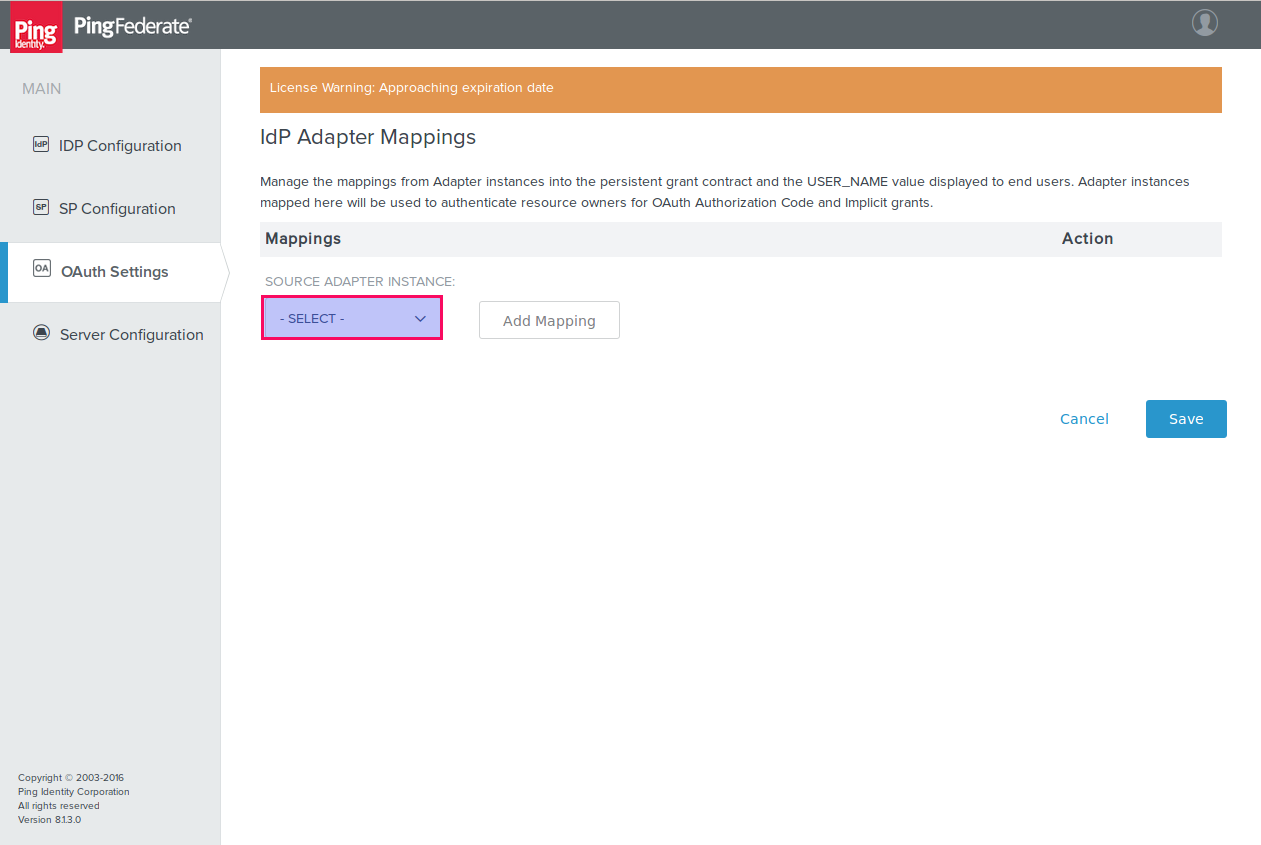 Ping
Identity.
PingFederate®
MAIN
IdP IDP Configuration
SP SP Configuration
OA OAuth Settings
Server Configuration
Copyright © 2003-2016
Ping Identity Corporation
All rights reserved
Version 8.1.3.0
License Warning: Approaching expiration date
IdP Adapter Mappings
Manage the mappings from Adapter instances into the persistent grant contract and the USER_NAME value displayed to end users. Adapter instances
mapped here will be used to authenticate resource owners for OAuth Authorization Code and Implicit grants.
Mappings Action
SOURCE ADAPTER INSTANCE:
- SELECT - Add Mapping
Cancel Save